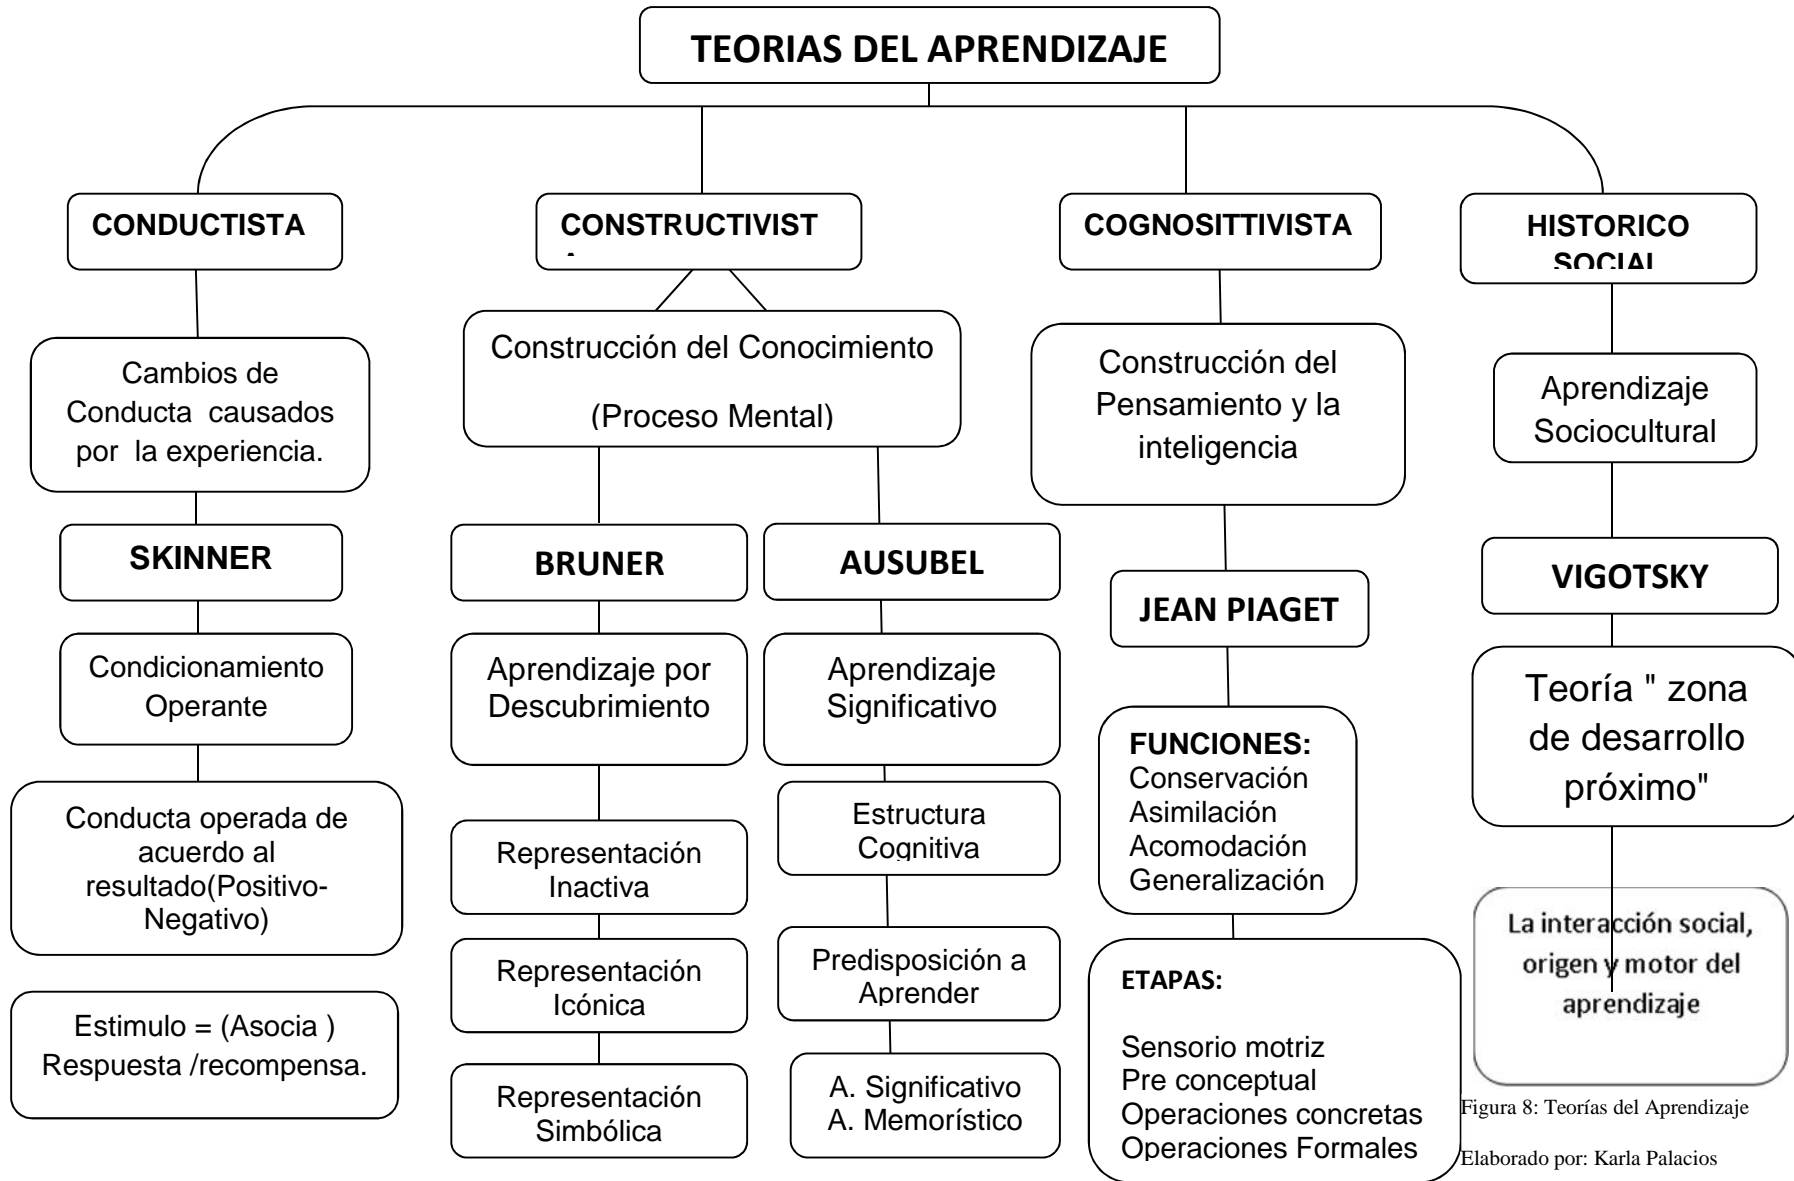 TEORIAS DEL APRENDIZAJE
CONDUCTISTA
CONSTRUCTIVIST
COGNOSITTIVISTA
HISTORICO
SOCIAL
Cambios de
Conducta causados
por la experiencia.
Construcción del Conocimiento
(Proceso Mental)
Construcción del
Pensamiento y la
inteligencia
Aprendizaje
Sociocultural
SKINNER
BRUNER
AUSUBEL
JEAN PIAGET
VIGOTSKY
Condicionamiento
Operante
Aprendizaje por
Descubrimiento
Aprendizaje
Significativo
FUNCIONES:
Conservación
Asimilación
Acomodación
Generalización
Teoría " zona
de desarrollo
próximo"
Conducta operada de
acuerdo al
resultado(Positivo-
Negativo)
Representación
Inactiva
Estructura
Cognitiva
La interacción social,
origen y motor del
aprendizaje
Estimulo = (Asocia )
Respuesta /recompensa.
Representación
Icónica
Predisposición a
Aprender
ETAPAS:
Sensorio motriz
Pre conceptual
Operaciones concretas
Operaciones Formales
Representación
Simbólica
A. Significativo
A. Memorístico
Figura 8: Teorías del Aprendizaje
Elaborado por: Karla Palacios